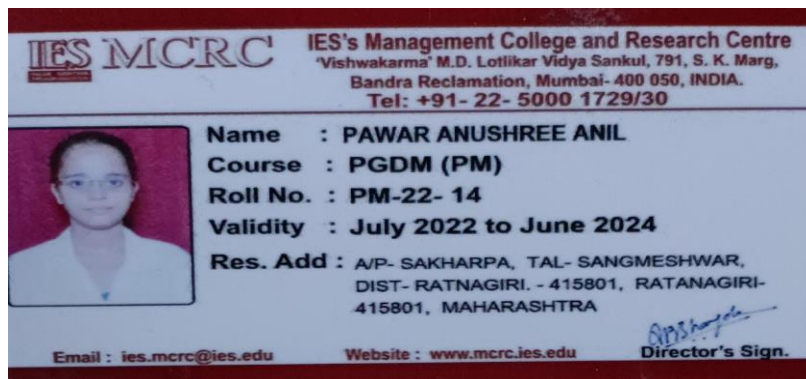 IES MCRC
IES's Management College and Research Centre
'Vishwakarma' M.D. Lotlikar Vidya Sankul, 791, S. K. Marg,
Bandra Reclamation, Mumbai- 400 050, INDIA.
Tel: +91- 22- 5000 1729/30
Name : PAWAR ANUSHREE ANIL
Course : PGDM (PM)
Roll No. : PM-22- 14
Validity : July 2022 to June 2024
Res. Add : A/P- SAKHARPA, TAL- SANGMESHWAR,
DIST- RATNAGIRI. - 415801, RATANAGIRI-
415801, MAHARASHTRA
Email : ies.mcrc@ies.edu Website : www.mcrc.ies.edu Director's Sign.